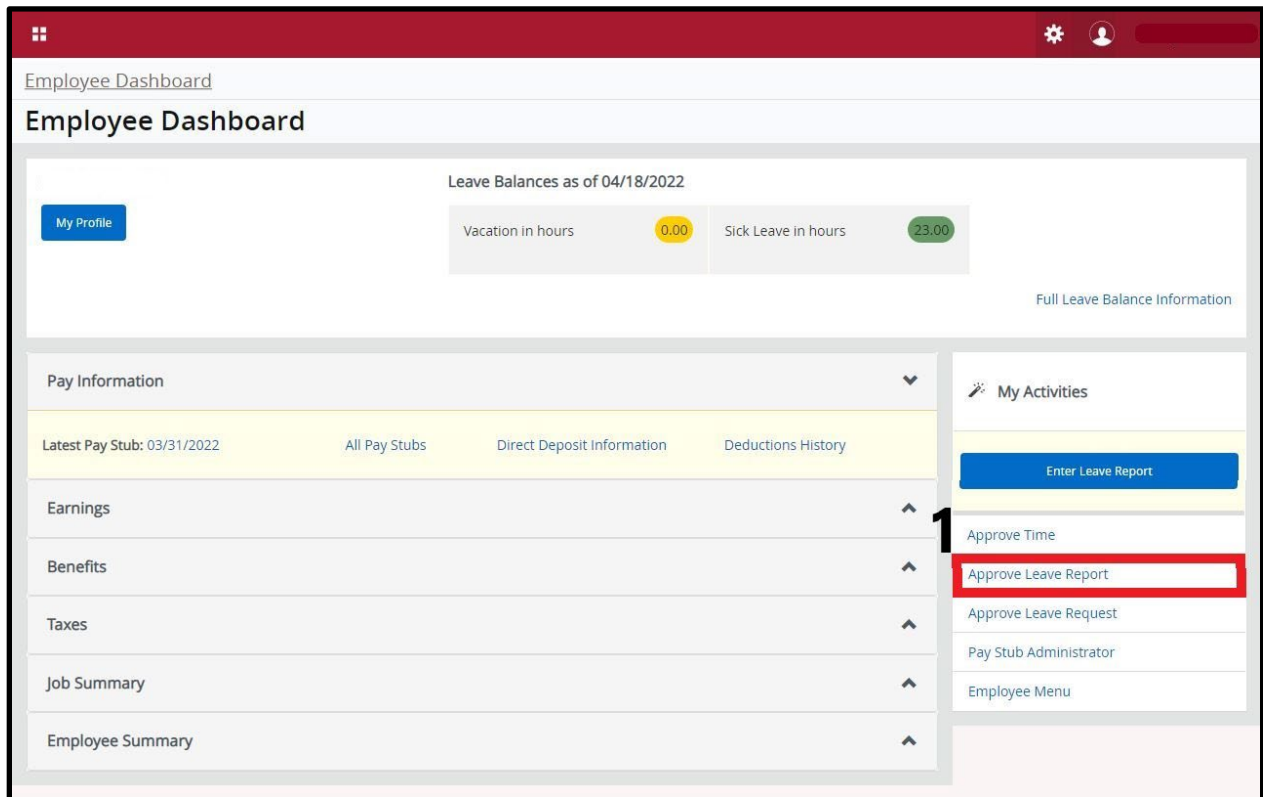 Employee Dashboard
Employee Dashboard
Leave Balances as of 04/18/2022
My Profile
Vacation in hours 0.00 Sick Leave in hours 23.00
Full Leave Balance Information
Pay Information
Latest Pay Stub: 03/31/2022 All Pay Stubs Direct Deposit Information Deductions History
Earnings
Benefits
Taxes
Job Summary
Employee Summary
My Activities
Enter Leave Report
1
Approve Time
Approve Leave Report
Approve Leave Request
Pay Stub Administrator
Employee Menu